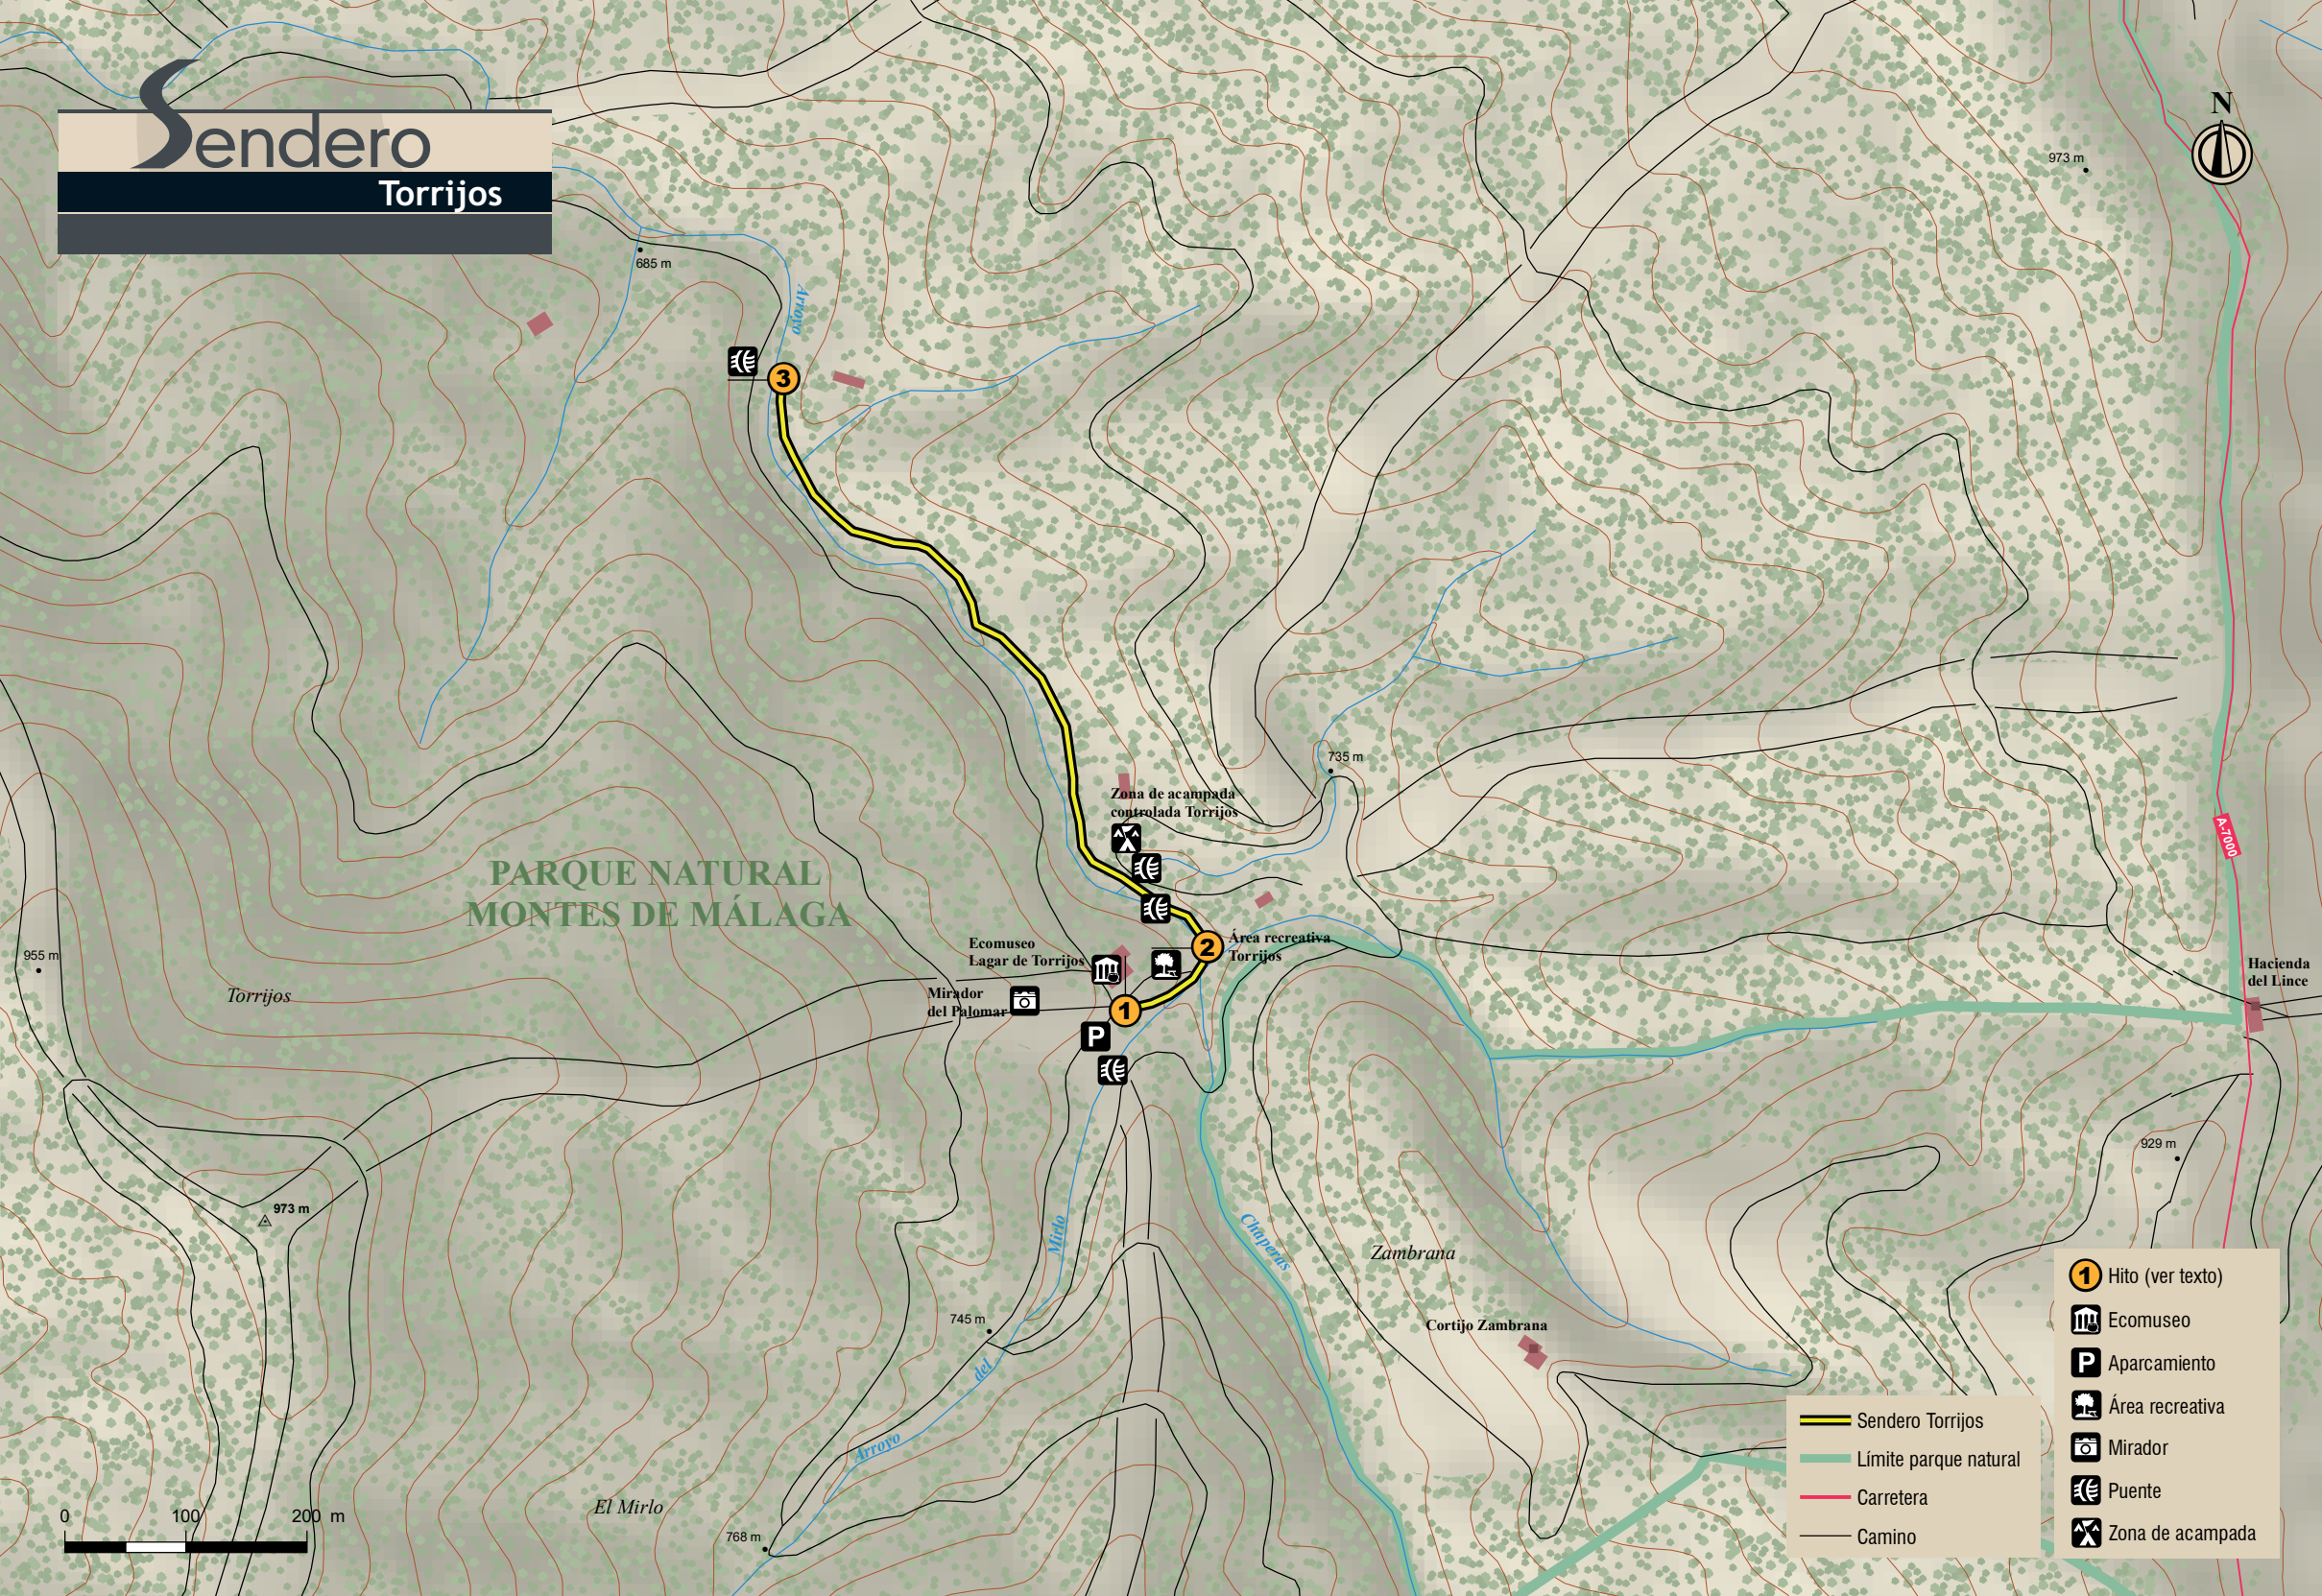 Sendero
Torrijos
N
973 m
685 m
Arroyo
3
735 m
Zona de acampada
controlada Torrijos
A-7000
PARQUE NATURAL
MONTES DE MÁLAGA
955 m
Torrijos
Ecomuseo
Lagar de Torrijos
2
Área recreativa
Torrijos
Mirador
del Palomar
1
P
Hacienda
del Lince
929 m
973 m
Mirlo
Chaperas
Zambrana
745 m
Cortijo Zambrana
del
Arroyo
El Mirlo
768 m
0 100 200 m
Sendero Torrijos
Límite parque natural
Carretera
Camino
1 Hito (ver texto)
Ecomuseo
P Aparcamiento
Área recreativa
Mirador
Puente
Zona de acampada